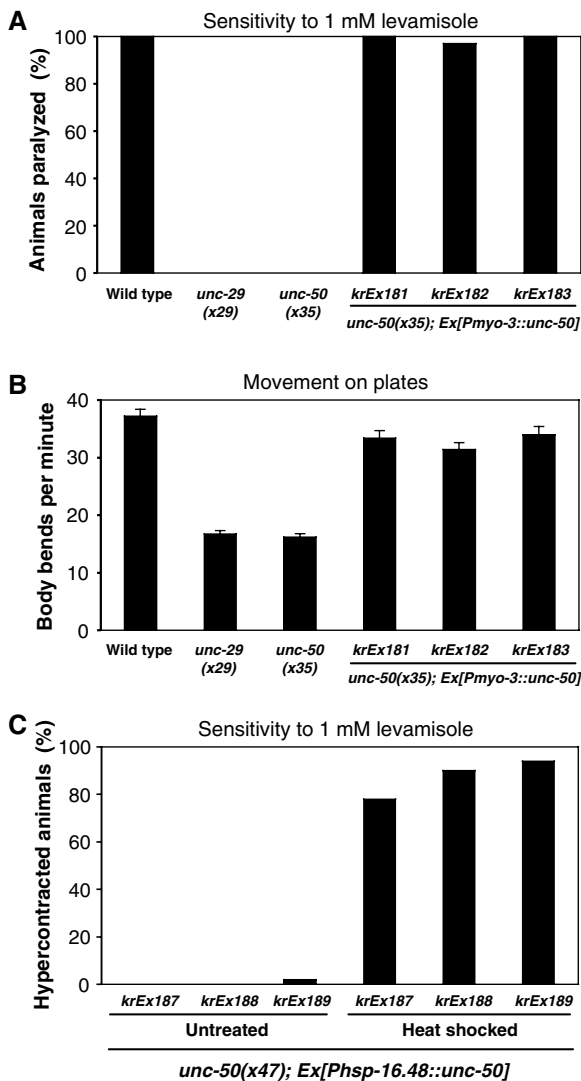 A
Sensitivity to 1 mM levamisole
Animals paralyzed (%)
100
80
60
40
20
0
Wild type
unc-29
(x29)
unc-50
(x35)
krEx181
krEx182
krEx183
unc-50(x35); Ex[Pmyo-3::unc-50]
B
Movement on plates
Body bends per minute
40
30
20
10
0
Wild type
unc-29
(x29)
unc-50
(x35)
krEx181
krEx182
krEx183
unc-50(x35); Ex[Pmyo-3::unc-50]
C
Sensitivity to 1 mM levamisole
Hypercontracted animals (%)
100
80
60
40
20
0
krEx187
krEx188
krEx189
krEx187
krEx188
krEx189
Untreated
Heat shocked
unc-50(x47); Ex[Phsp-16.48::unc-50]